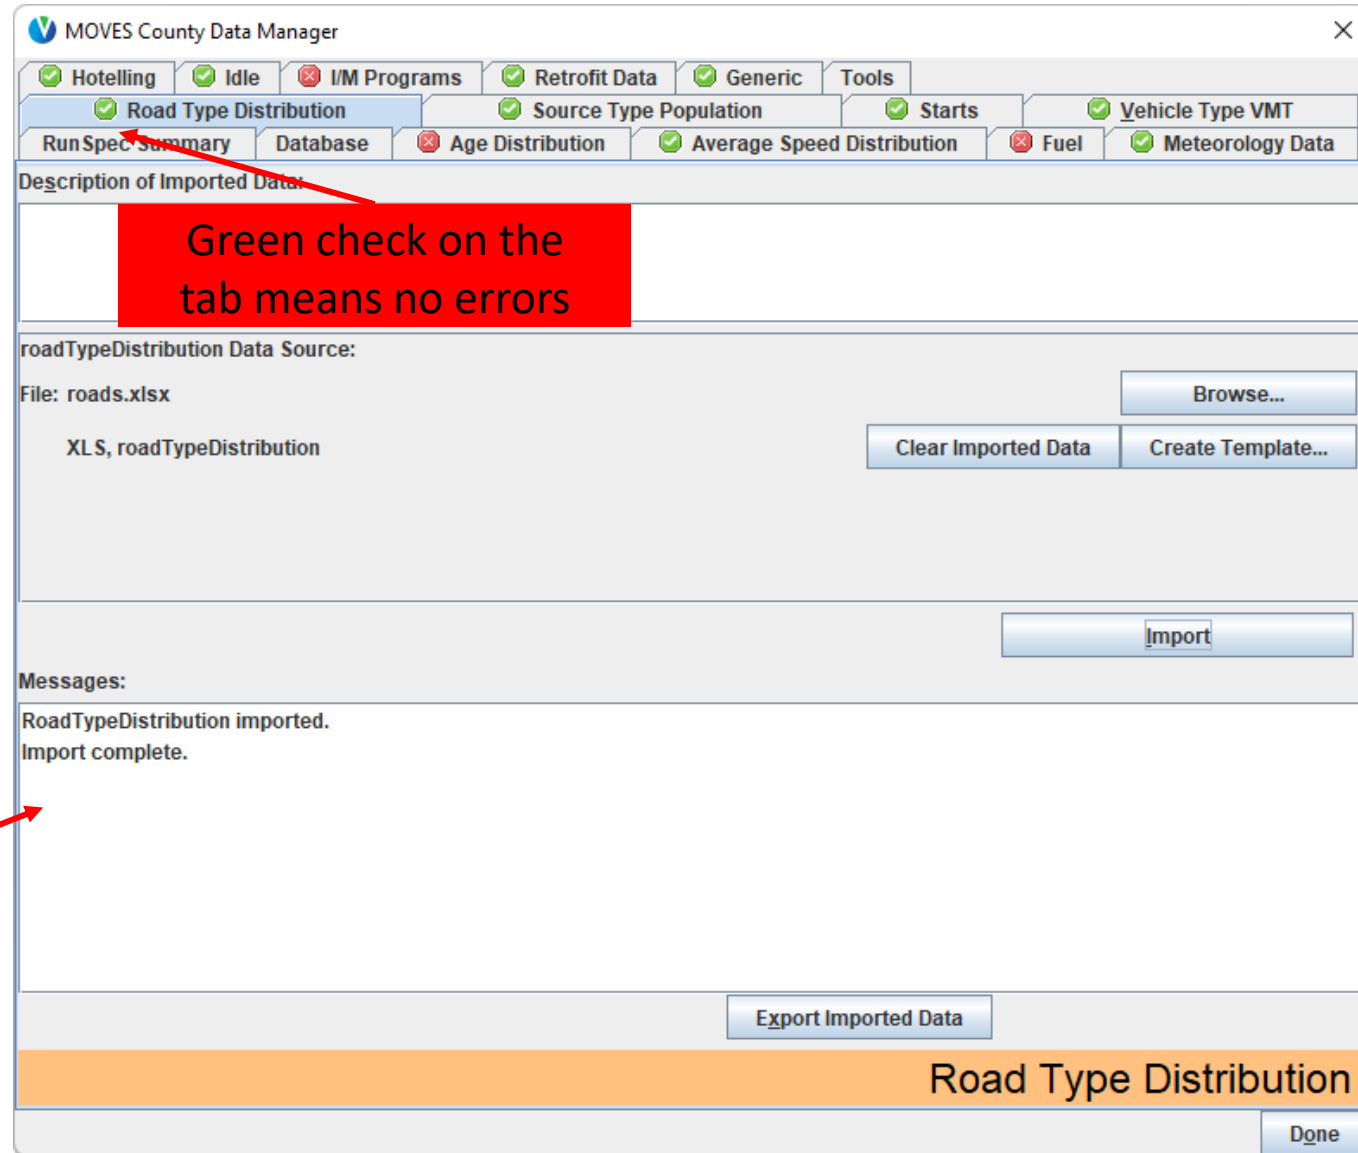 MOVES County Data Manager
Hotelling Idle I/M Programs Retrofit Data Generic Tools
Road Type Distribution Source Type Population Starts Vehicle Type VMT
RunSpec Summary Database Age Distribution Average Speed Distribution Fuel Meteorology Data
Description of Imported Data:
Green check on the
tab means no errors
roadTypeDistribution Data Source:
File: roads.xlsx Browse...
XLS, roadTypeDistribution Clear Imported Data Create Template...
Import
Messages:
RoadTypeDistribution imported.
Import complete.
Export Imported Data
Road Type Distribution
Done